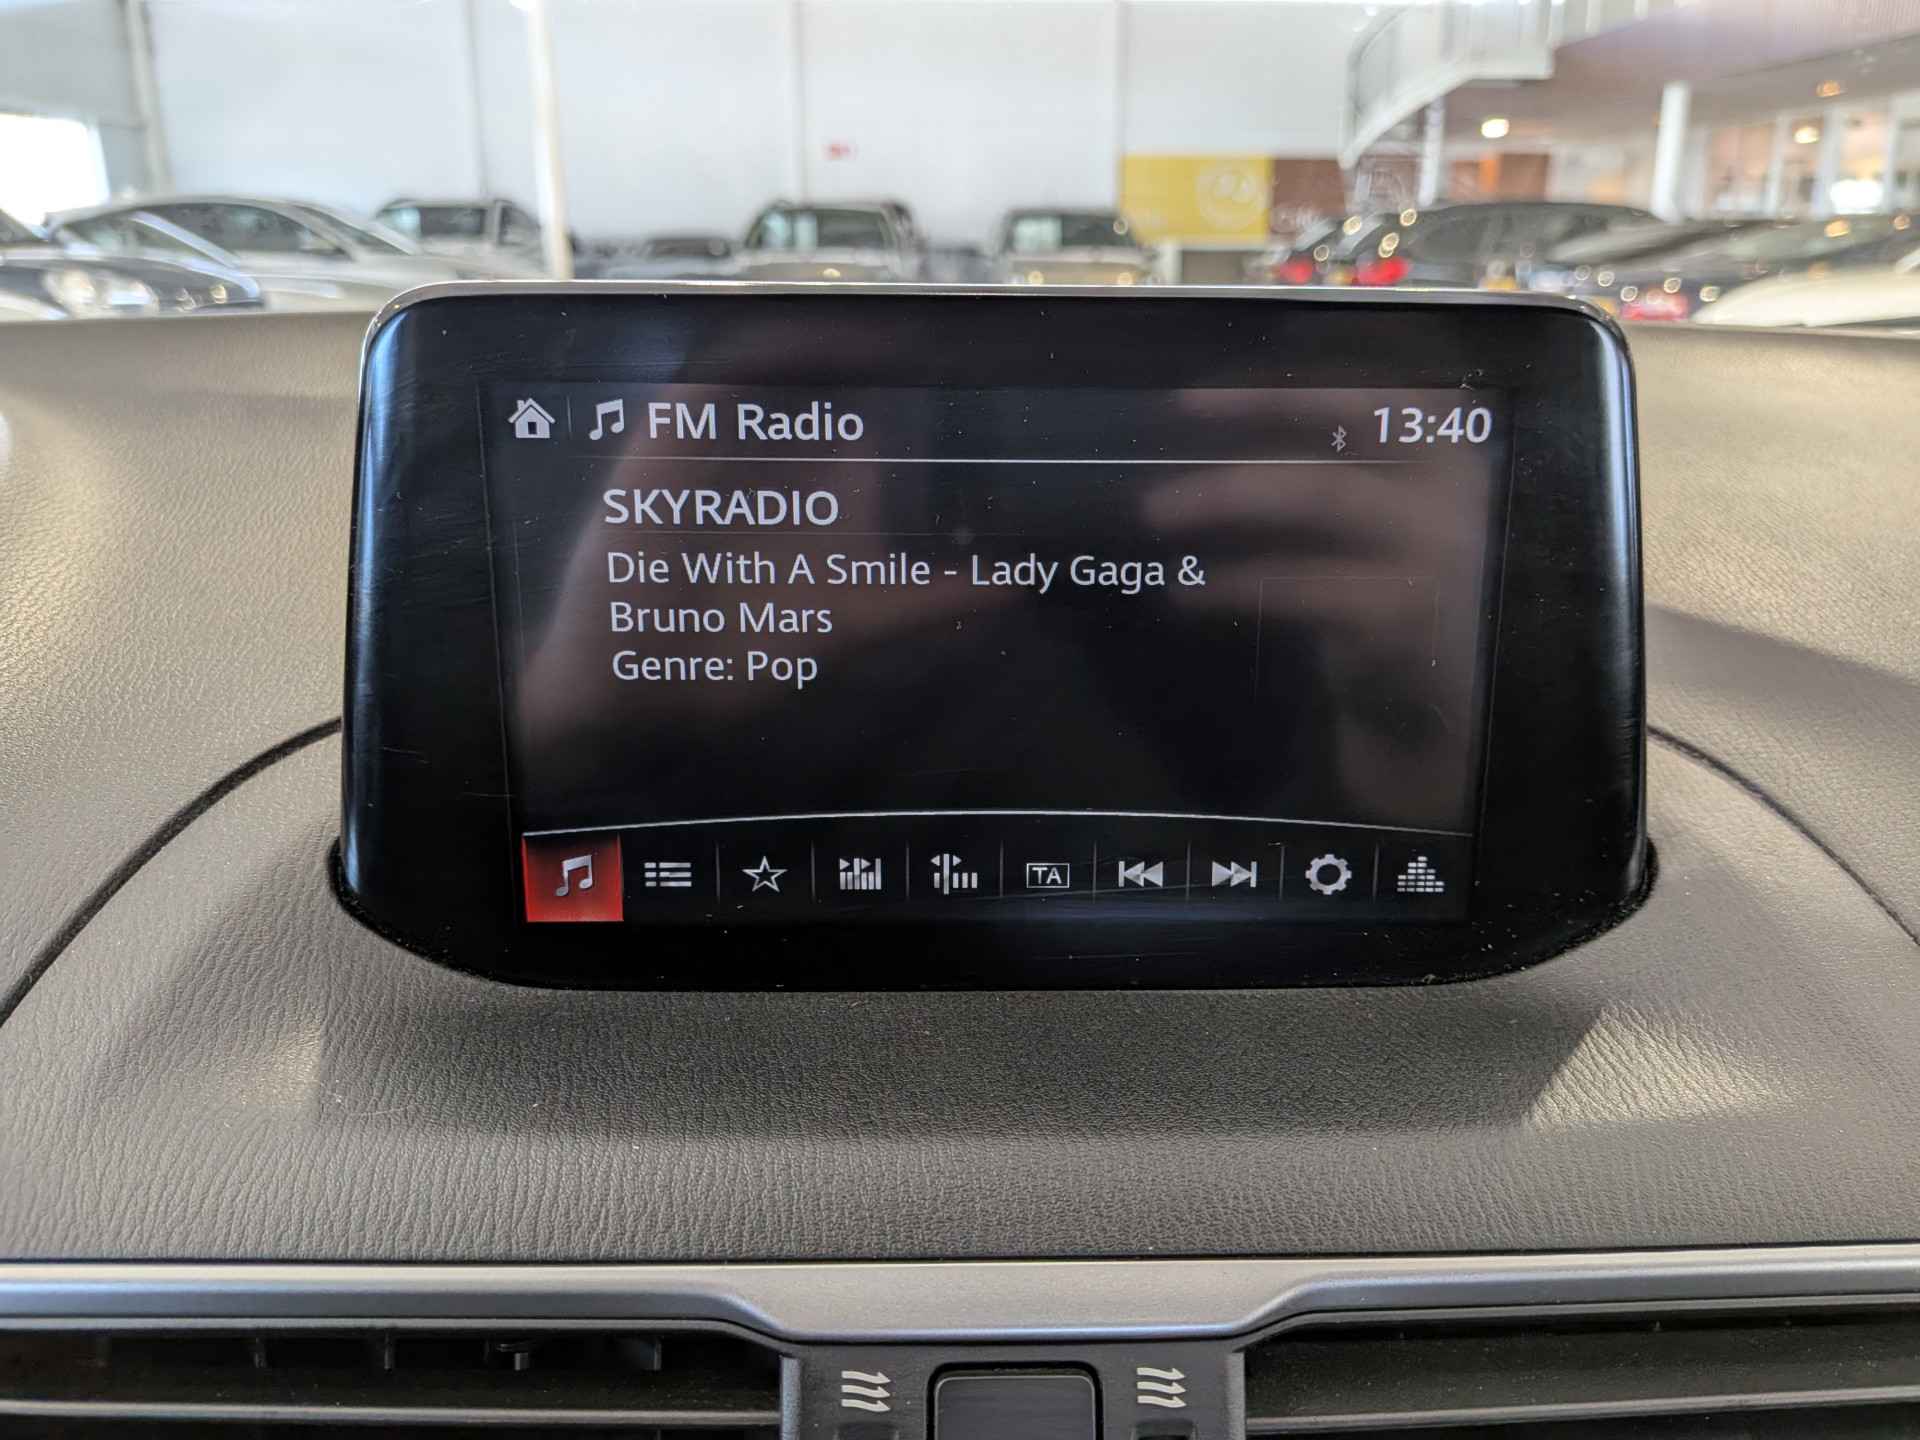 FM Radio
13:40
SKYRADIO
Die With A Smile - Lady Gaga &
Bruno Mars
Genre: Pop
TA